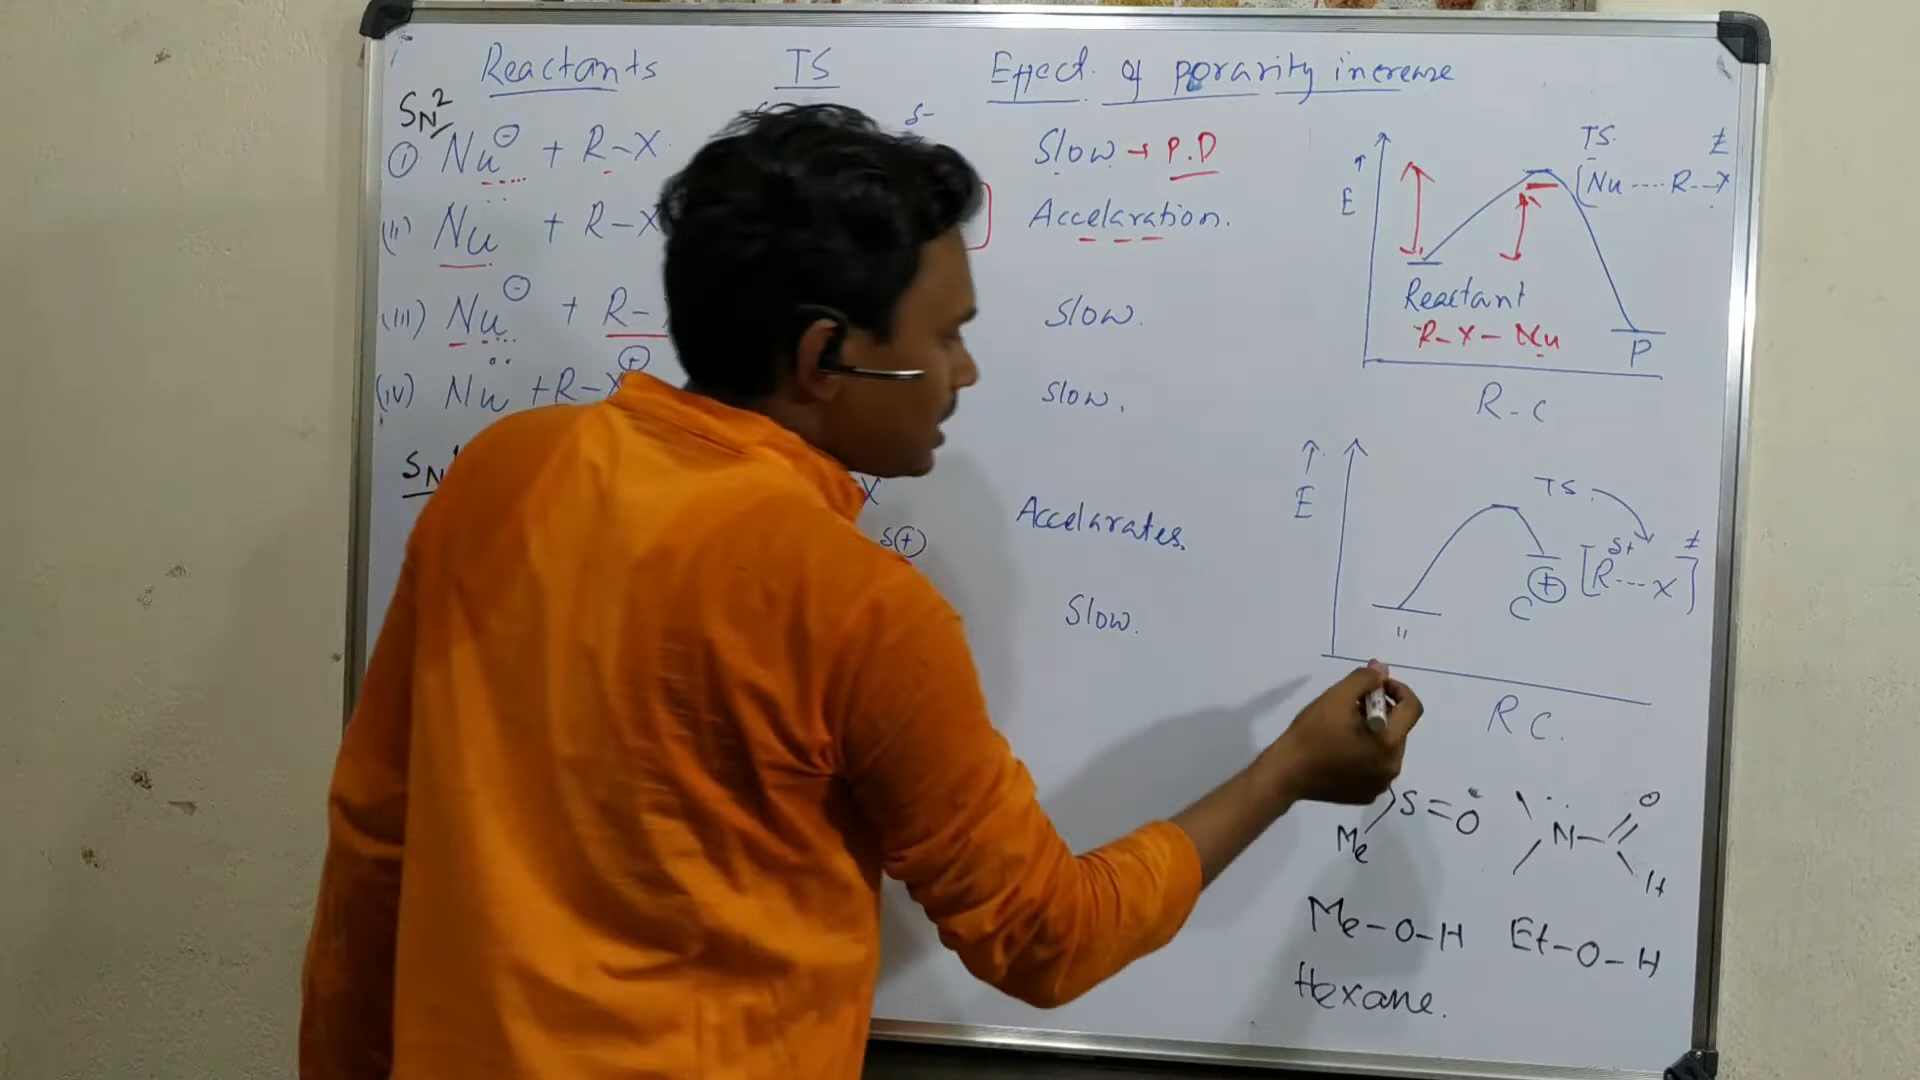 Reactants TS Effect of porarity increase
SN2
(i) Nu⊖ + R-X δ- Slow → P.D
(ii) Nu + R-X Accelaration.
(iii) Nu⊖ + R- Slow.
(iv) Nu + R-X⊕ Slow.
SN
X Accelarates.
δ⊕
Slow.
E
TS. ≠
[Nu ---- R--X
Reactant
R-X-Nu
P
R-C
E
TS.
[R---X] δ+ ≠
C⊕
RC.
Me S=O
N O H
Me-O-H Et-O-H
Hexane.